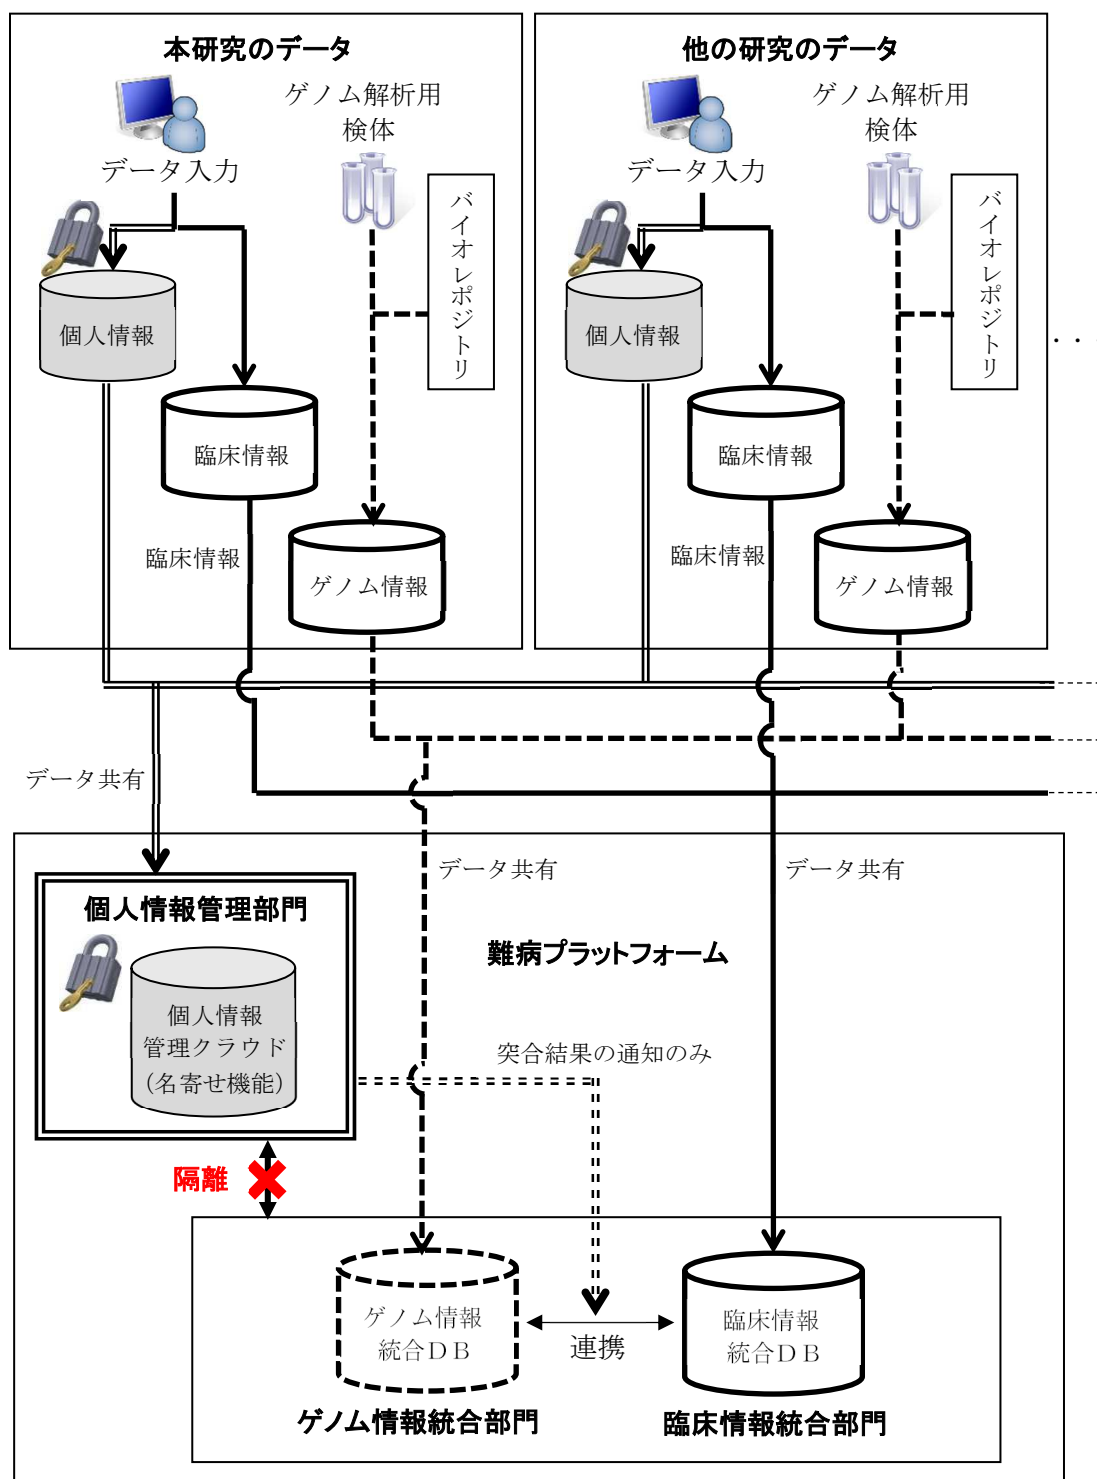 本研究のデータ
ゲノム解析用
検体
データ入力
バイオレポジトリ
個人情報
臨床情報
臨床情報
ゲノム情報
他の研究のデータ
ゲノム解析用
検体
データ入力
バイオレポジトリ
個人情報
臨床情報
臨床情報
ゲノム情報
・・・
データ共有
データ共有
データ共有
個人情報管理部門
個人情報
管理クラウド
（名寄せ機能）
難病プラットフォーム
突合結果の通知のみ
隔離
ゲノム情報
統合ＤＢ
連携
臨床情報
統合ＤＢ
ゲノム情報統合部門
臨床情報統合部門